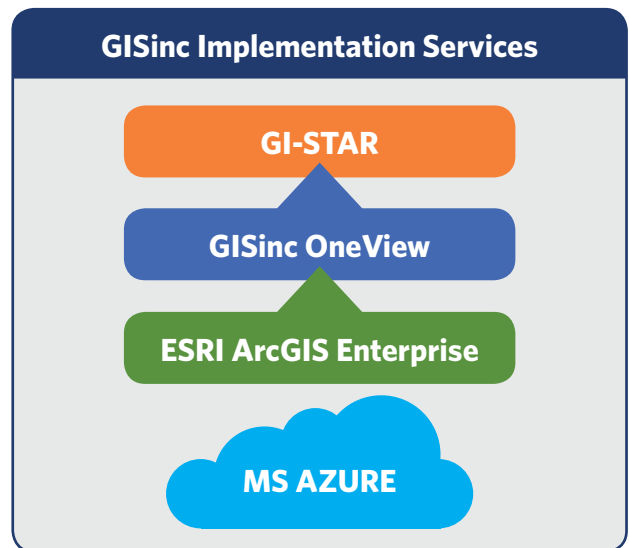 GISinc Implementation Services
GI-STAR
GISinc OneView
ESRI ArcGIS Enterprise
MS AZURE